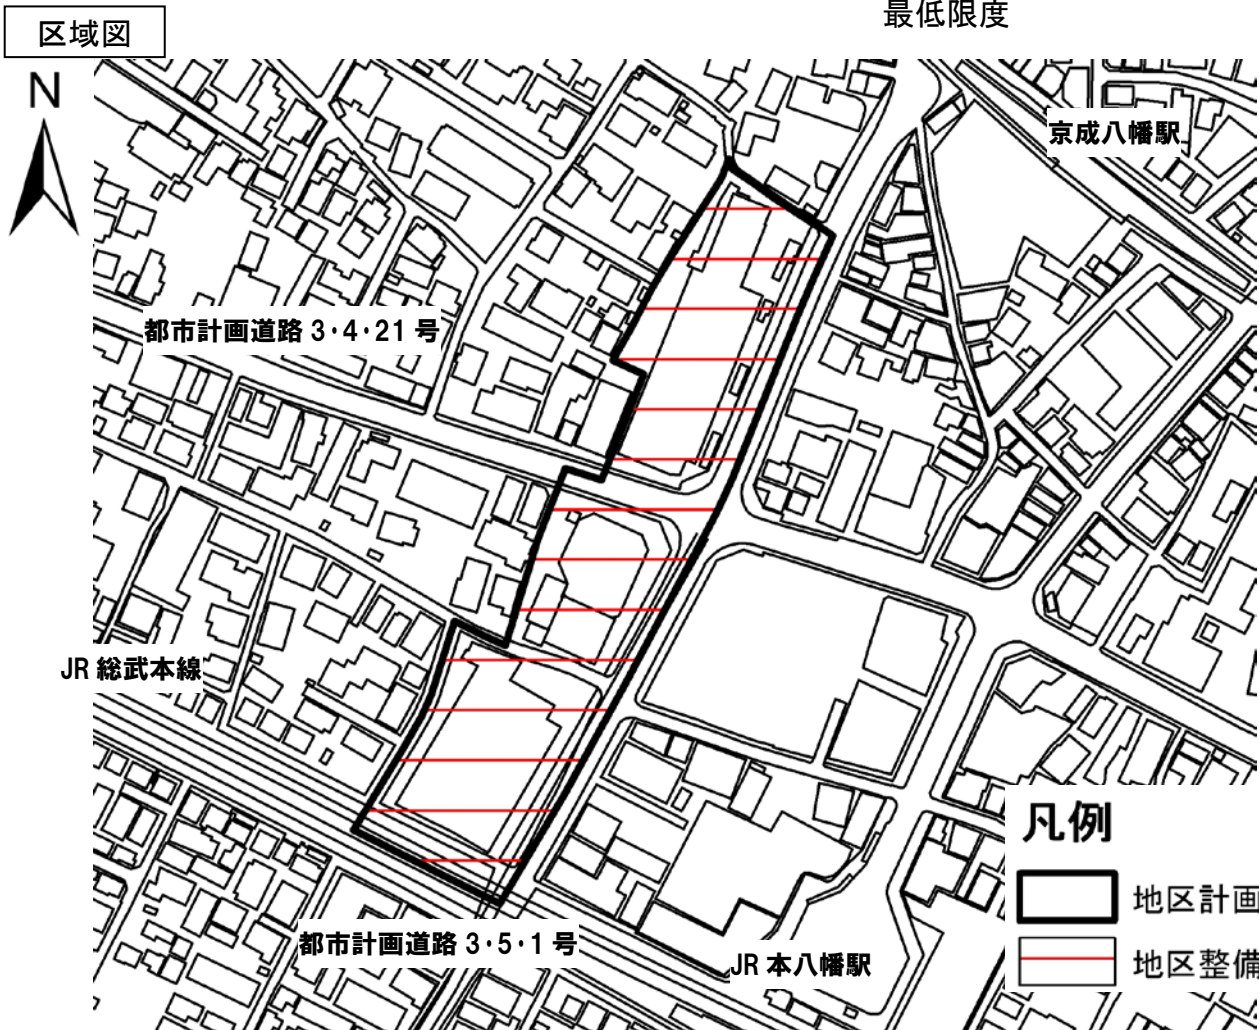 最低限度
区域図
N
京成八幡駅
都市計画道路 3・4・21 号
JR 総武本線
凡例
地区計画
地区整備
都市計画道路 3・5・1 号
JR 本八幡駅